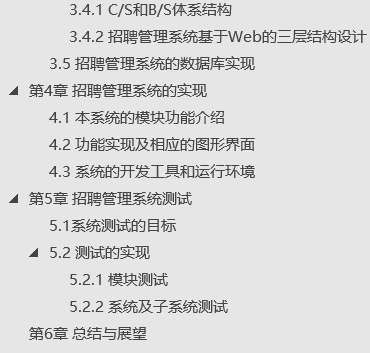 3.4.1 C/S和B/S体系结构
3.4.2 招聘管理系统基于Web的三层结构设计
3.5 招聘管理系统的数据库实现
第4章 招聘管理系统的实现
4.1 本系统的模块功能介绍
4.2 功能实现及相应的图形界面
4.3 系统的开发工具和运行环境
第5章 招聘管理系统测试
5.1系统测试的目标
5.2 测试的实现
5.2.1 模块测试
5.2.2 系统及子系统测试
第6章 总结与展望